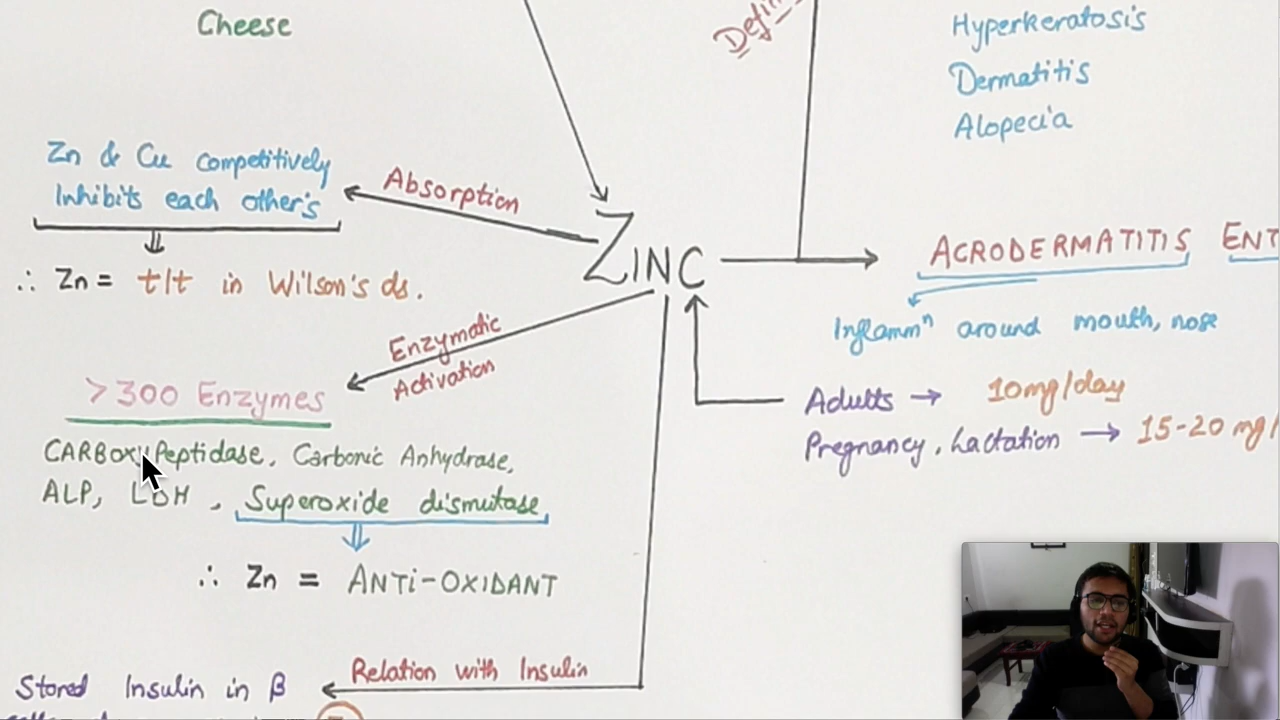 Cheese
Defin
Hyperkeratosis
Dermatitis
Alopecia
Zn & Cu competitively
Inhibits each other's
Absorption
∴ Zn = t/t in Wilson's ds.
ZINC
ACRODERMATITIS ENT
Inflammⁿ around mouth, nose
Enzymatic
Activation
>300 Enzymes
Adults → 10mg/day
Pregnancy, Lactation → 15-20 mg/
CARBoxyPeptidase, Carbonic Anhydrase,
ALP, LDH, Superoxide dismutase
∴ Zn = ANTi-OXIDANT
Relation with Insulin
Stored Insulin in β